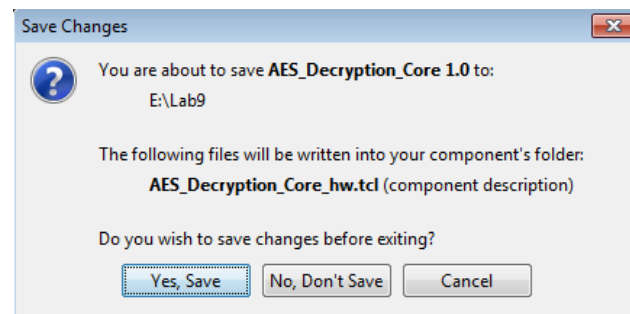 Save Changes
You are about to save AES_Decryption_Core 1.0 to:
E:\Lab9
The following files will be written into your component's folder:
AES_Decryption_Core_hw.tcl (component description)
Do you wish to save changes before exiting?
Yes, Save No, Don't Save Cancel